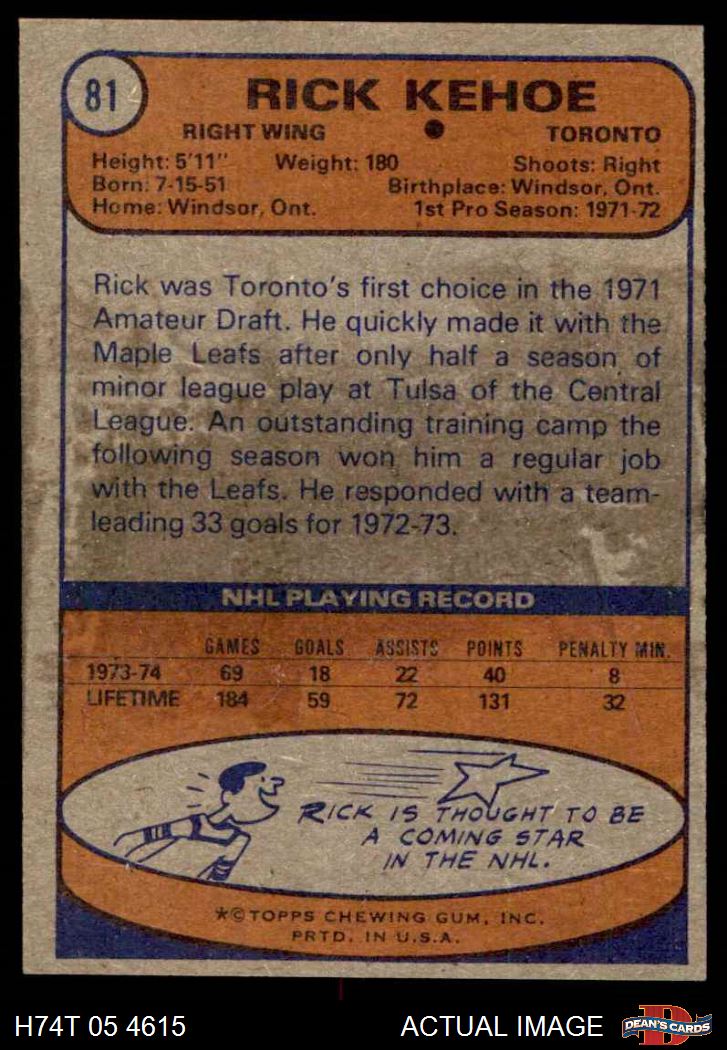 81
RICK KEHOE
RIGHT WING TORONTO
Height: 5'11" Weight: 180 Shoots: Right
Born: 7-15-51 Birthplace: Windsor, Ont.
Home: Windsor, Ont. 1st Pro Season: 1971-72
Rick was Toronto's first choice in the 1971
Amateur Draft. He quickly made it with the
Maple Leafs after only half a season of
minor league play at Tulsa of the Central
League. An outstanding training camp the
following season won him a regular job
with the Leafs. He responded with a team-
leading 33 goals for 1972-73.
NHL PLAYING RECORD
GAMES GOALS ASSISTS POINTS PENALTY MIN.
1973-74 69 18 22 40 8
LIFETIME 184 59 72 131 32
RICK IS THOUGHT TO BE
A COMING STAR
IN THE NHL.
*©TOPPS CHEWING GUM, INC.
PRTD. IN U.S.A.
H74T 05 4615 ACTUAL IMAGE D DEAN'S CARDS